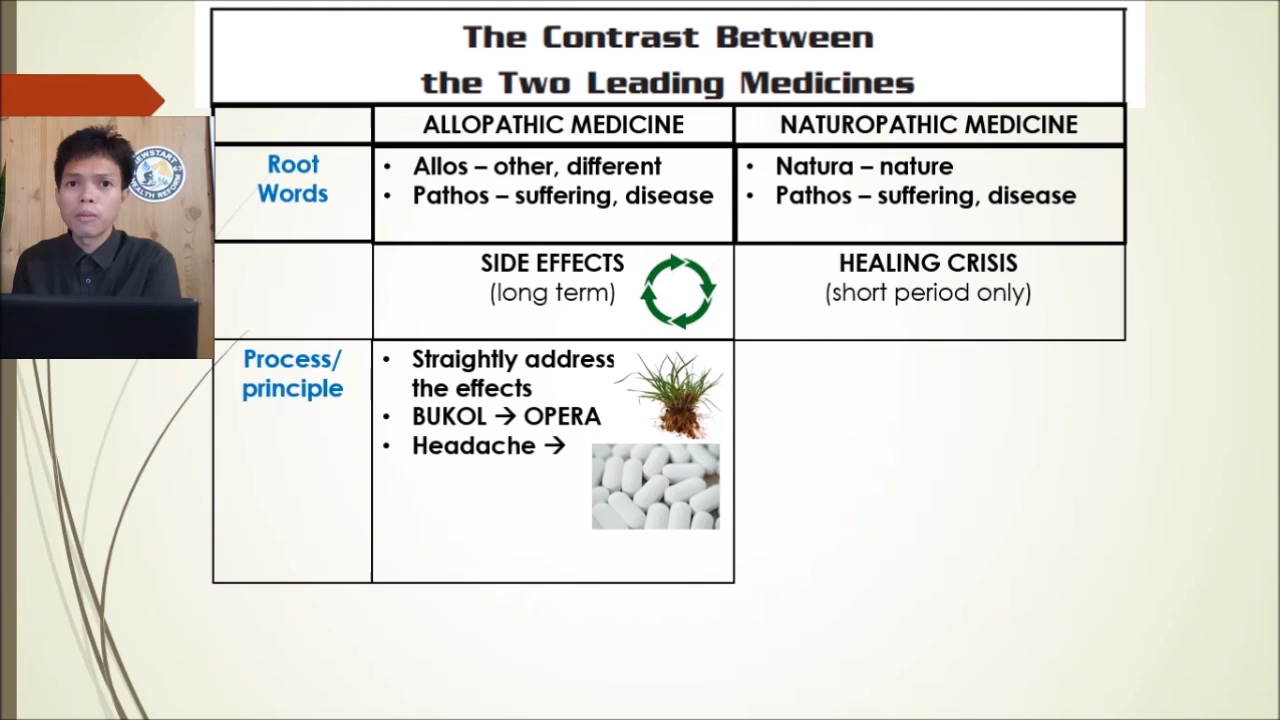 The Contrast Between
the Two Leading Medicines
ALLOPATHIC MEDICINE
NATUROPATHIC MEDICINE
Root
Words
• Allos – other, different
• Pathos – suffering, disease
• Natura – nature
• Pathos – suffering, disease
SIDE EFFECTS
(long term)
HEALING CRISIS
(short period only)
Process/
principle
• Straightly address
the effects
• BUKOL → OPERA
• Headache →